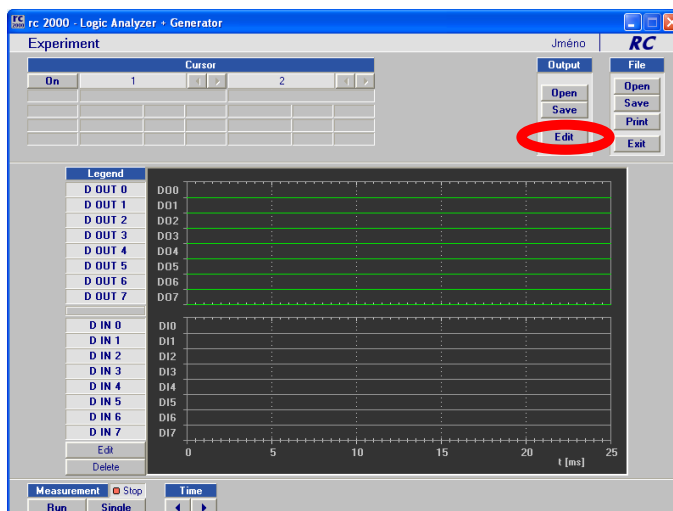 rc 2000 - Logic Analyzer + Generator
Experiment
Jméno
RC
Cursor
On 1 2
Output
Open
Save
Edit
File
Open
Save
Print
Exit
Legend
D OUT 0 DO0
D OUT 1 DO1
D OUT 2 DO2
D OUT 3 DO3
D OUT 4 DO4
D OUT 5 DO5
D OUT 6 DO6
D OUT 7 DO7
D IN 0 DI0
D IN 1 DI1
D IN 2 DI2
D IN 3 DI3
D IN 4 DI4
D IN 5 DI5
D IN 6 DI6
D IN 7 DI7
Edit
Delete
0 5 10 15 20 25
t [ms]
Measurement Stop
Run Single
Time